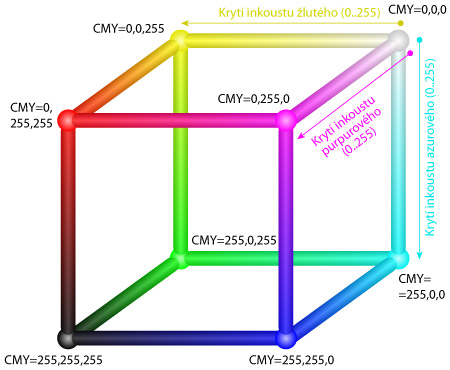 CMY=0,0,255
Krytí inkoustu žlutého (0..255)
CMY=0,0,0
CMY=0,
255,255
CMY=0,255,0
Krytí inkoustu
purpurového
(0..255)
Krytí inkoustu azurového (0..255)
CMY=255,0,255
CMY=
=255,0,0
CMY=255,255,255
CMY=255,255,0